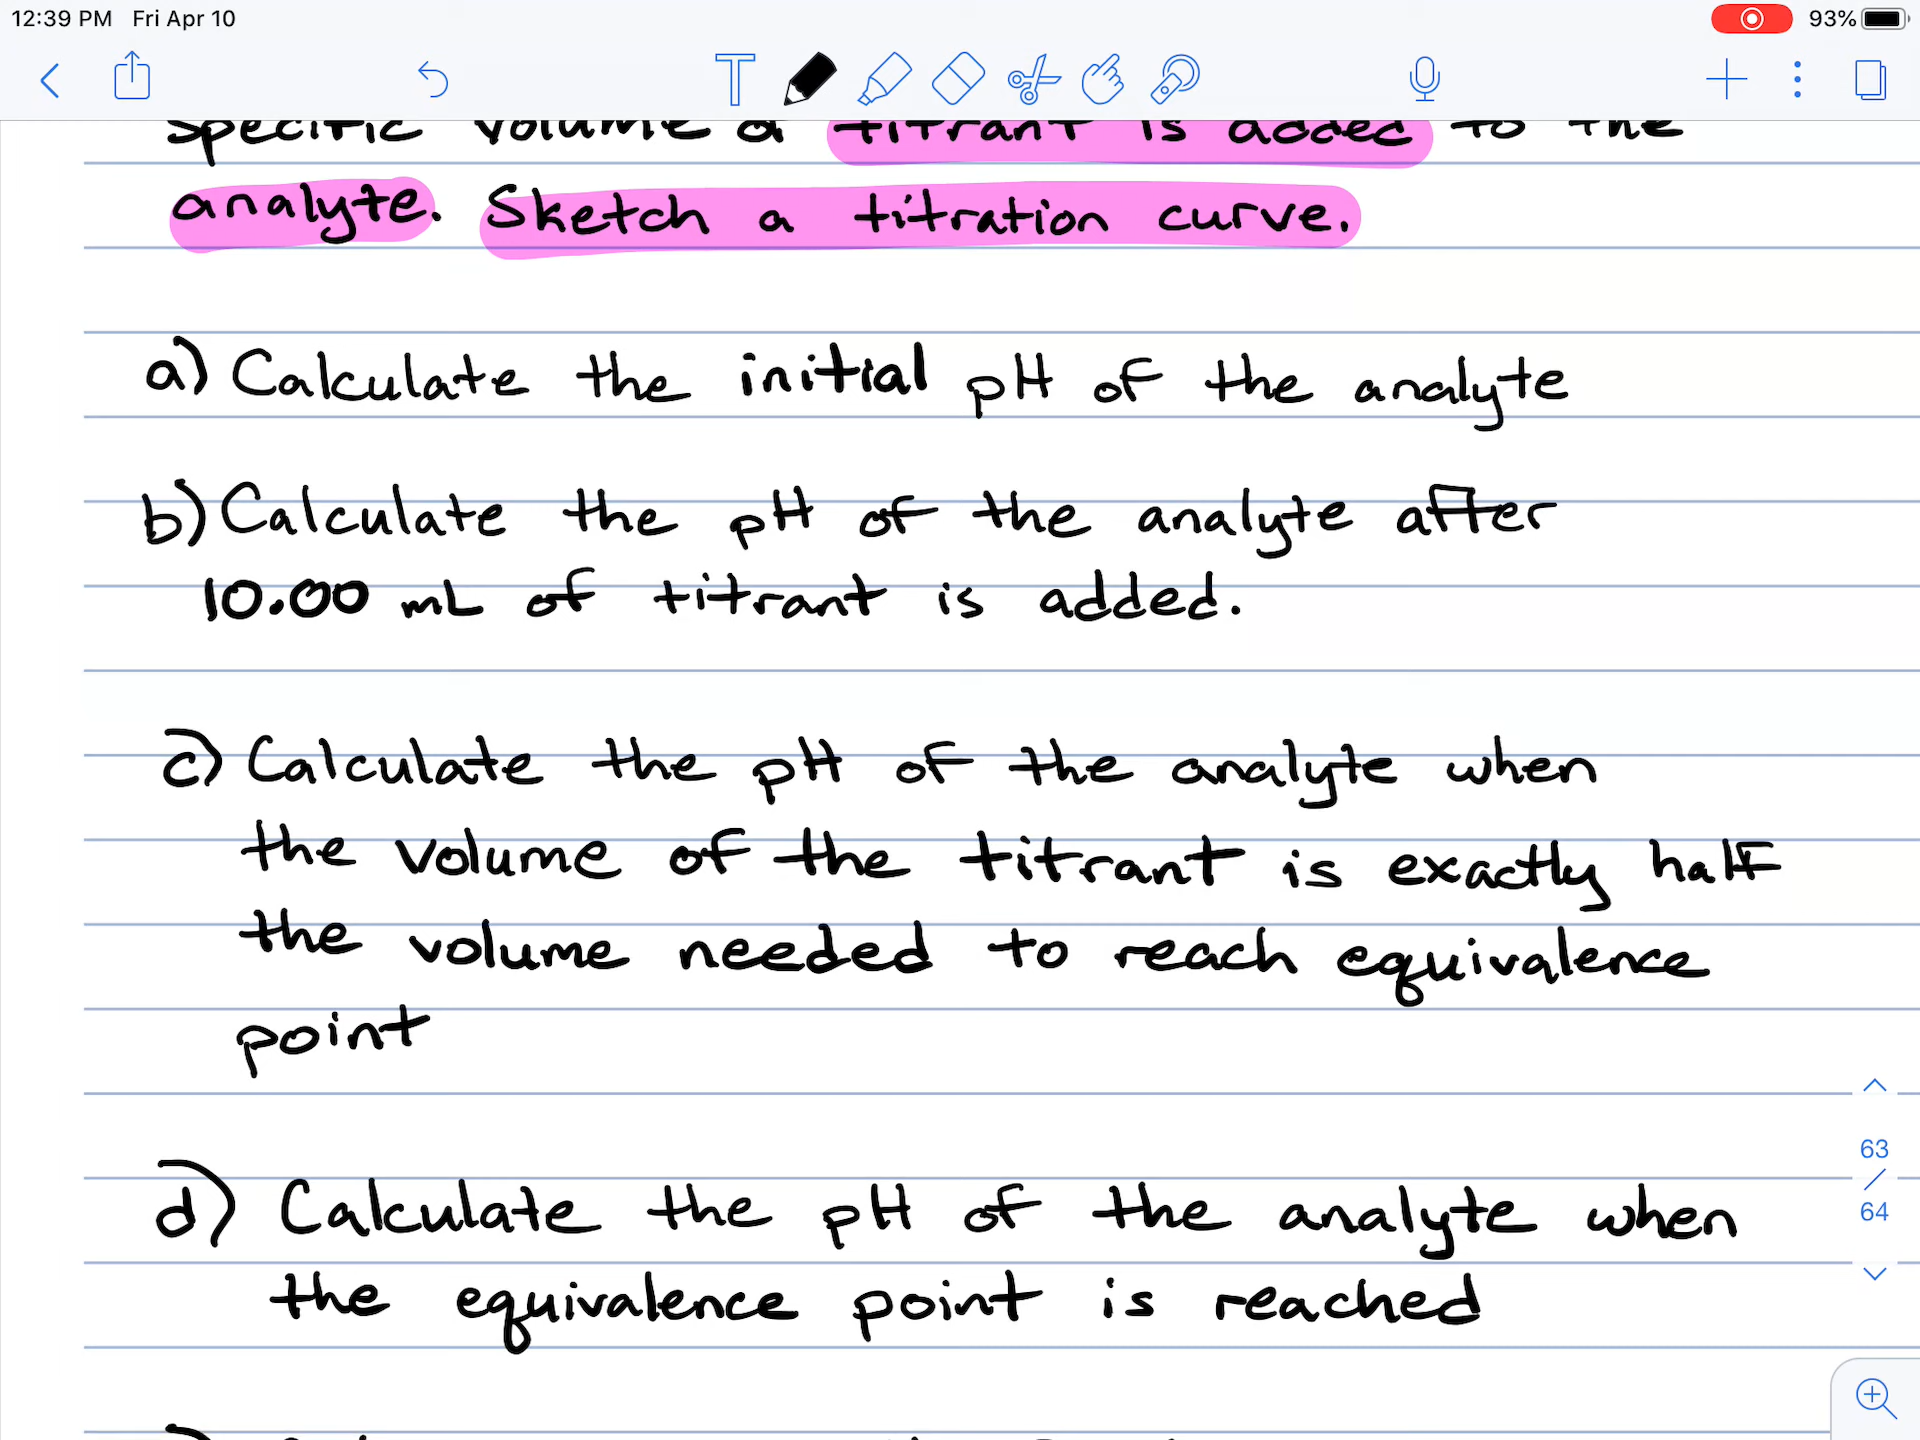 12:39 PM Fri Apr 10 93%
T
specific volume of titrant is added to the
analyte. Sketch a titration curve.
a) Calculate the initial pH of the analyte
b) Calculate the pH of the analyte after
10.00 mL of titrant is added.
c) Calculate the pH of the analyte when
the volume of the titrant is exactly half
the volume needed to reach equivalence
point
63
/
64
d) Calculate the pH of the analyte when
the equivalence point is reached